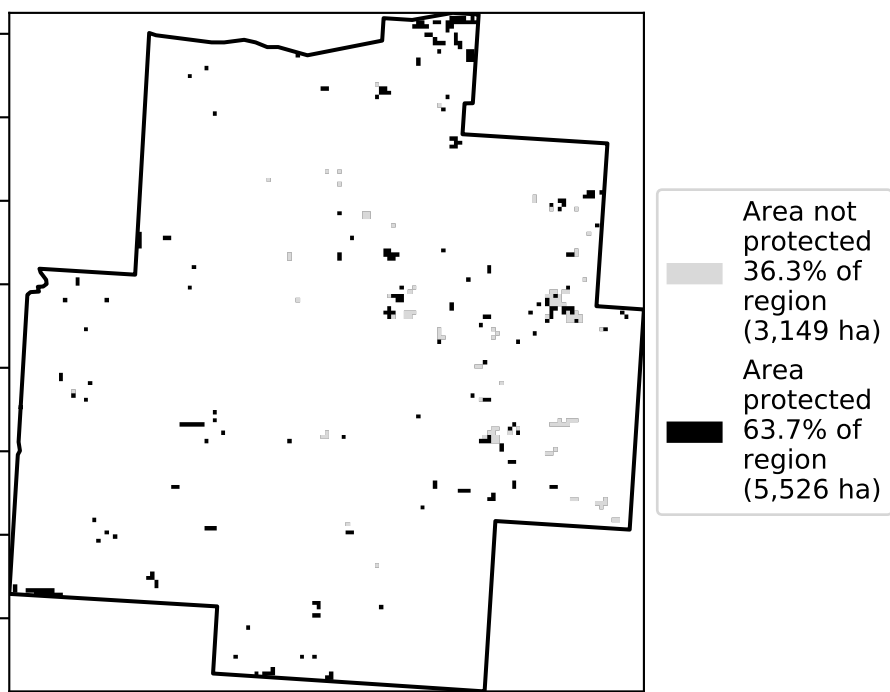 Area not
protected
36.3% of
region
(3,149 ha)
Area
protected
63.7% of
region
(5,526 ha)